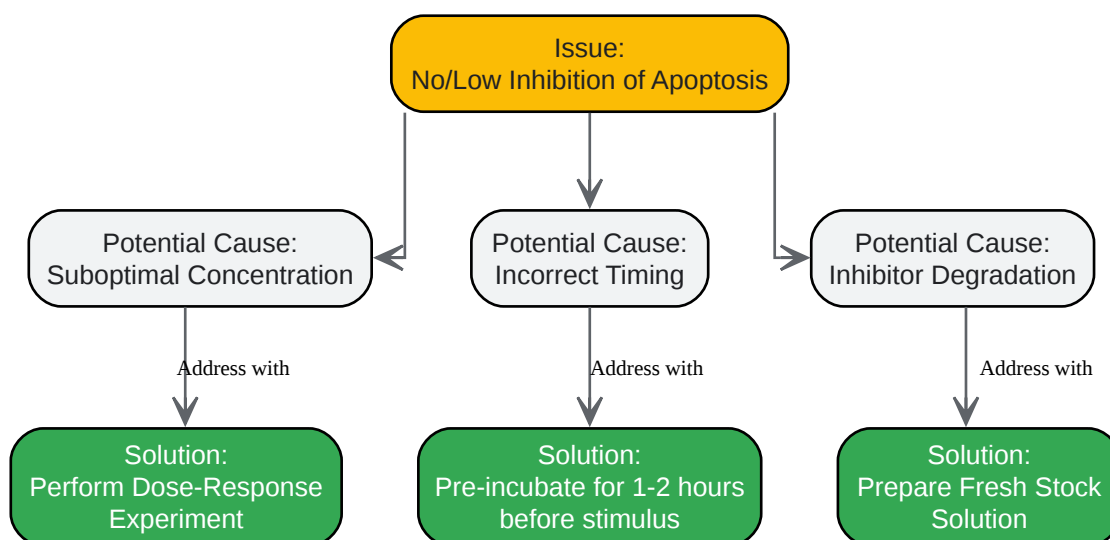 Issue:
No/Low Inhibition of Apoptosis
Potential Cause:
Suboptimal Concentration
Potential Cause:
Incorrect Timing
Potential Cause:
Inhibitor Degradation
Address with
Address with
Address with
Solution:
Perform Dose-Response
Experiment
Solution:
Pre-incubate for 1-2 hours
before stimulus
Solution:
Prepare Fresh Stock
Solution